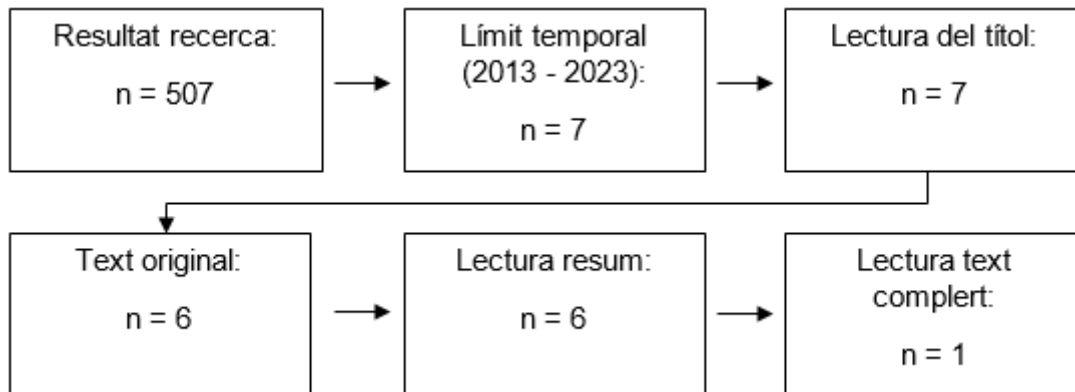 Resultat recerca:
n = 507
Límit temporal
(2013 - 2023):
n = 7
Lectura del títol:
n = 7
Text original:
n = 6
Lectura resum:
n = 6
Lectura text
complert:
n = 1